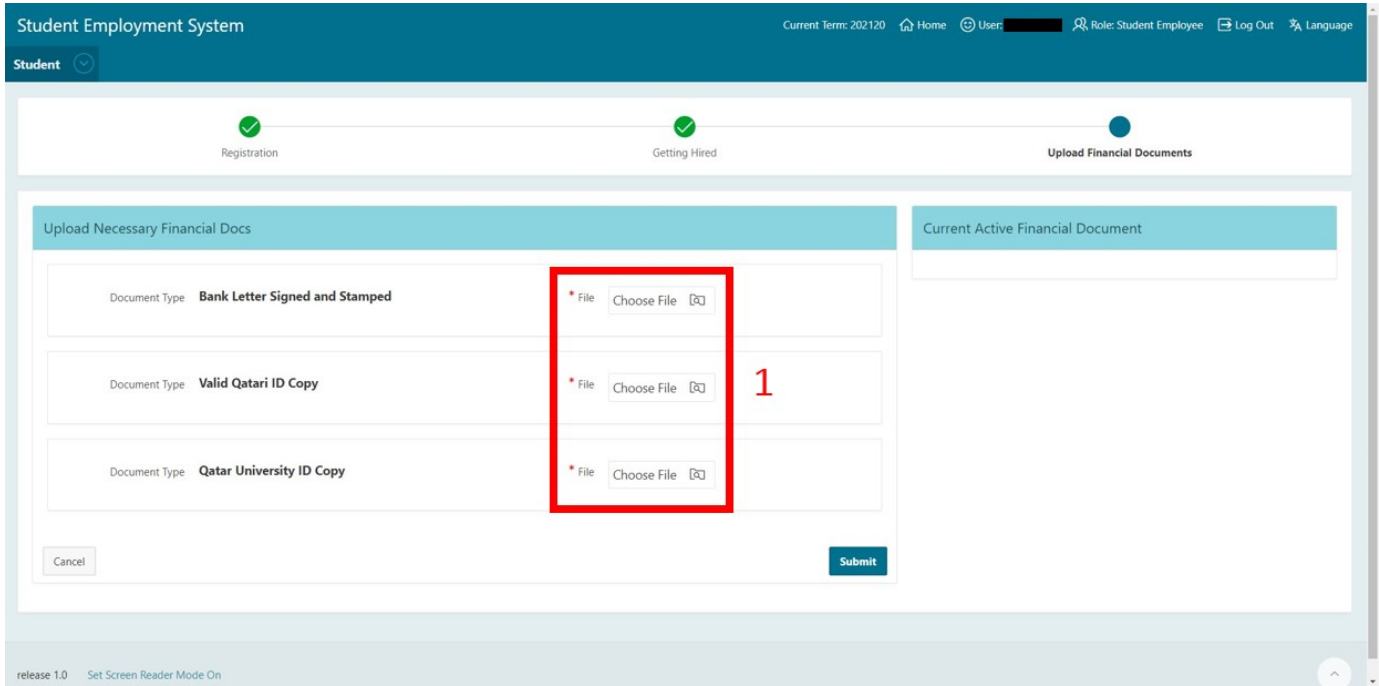 Student Employment System
Current Term: 202120 Home User: Role: Student Employee Log Out Language
Student
Registration
Getting Hired
Upload Financial Documents
Upload Necessary Financial Docs
Current Active Financial Document
Document Type Bank Letter Signed and Stamped * File Choose File
Document Type Valid Qatari ID Copy * File Choose File
1
Document Type Qatar University ID Copy * File Choose File
Cancel
Submit
release 1.0 Set Screen Reader Mode On